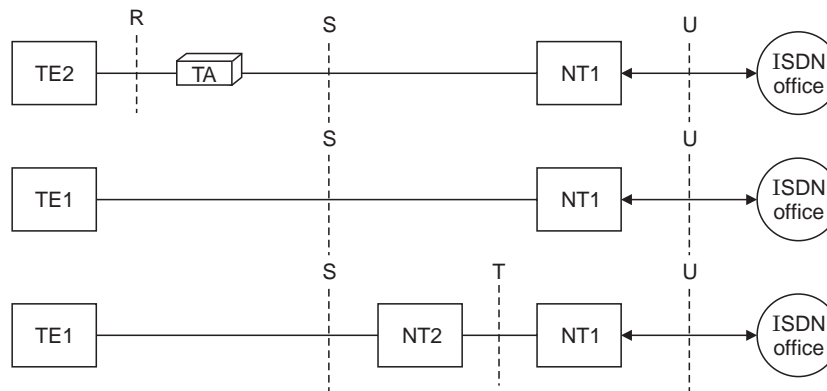 R
S
U
TE2
TA
NT1
ISDN
office
S
U
TE1
NT1
ISDN
office
S
T
U
TE1
NT2
NT1
ISDN
office